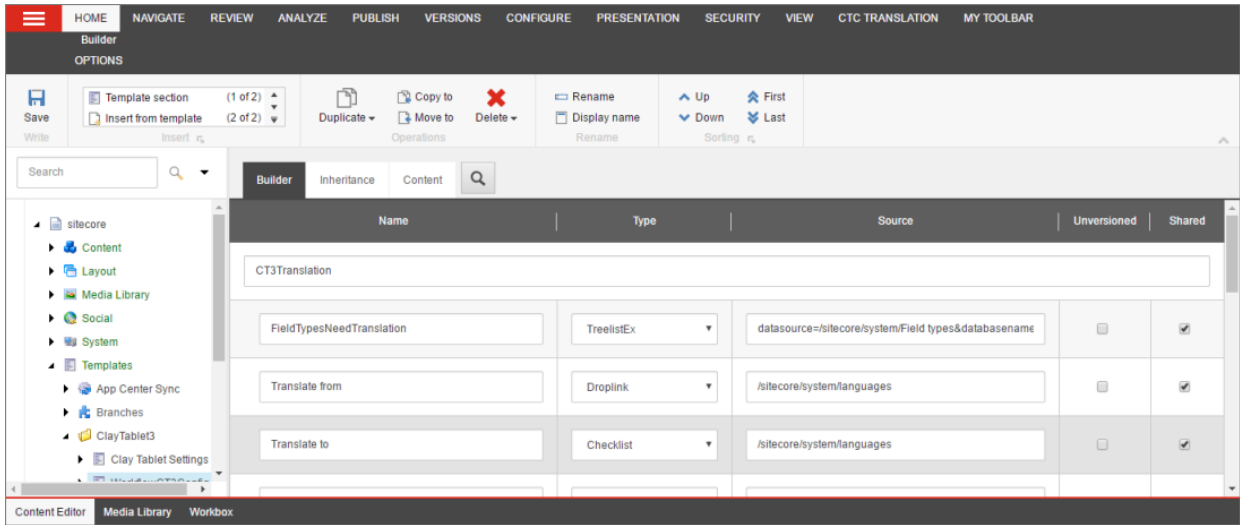 HOME NAVIGATE REVIEW ANALYZE PUBLISH VERSIONS CONFIGURE PRESENTATION SECURITY VIEW CTC TRANSLATION MY TOOLBAR
Builder
OPTIONS
Template section (1 of 2) Copy to Rename Up First
Save Insert from template (2 of 2) Duplicate Move to Delete Display name Down Last
Write Insert Operations Rename Sorting
Search
Builder Inheritance Content
Name Type Source Unversioned Shared
sitecore
Content
CT3Translation
Layout
Media Library
Social
FieldTypesNeedTranslation TreelistEx datasource=/sitecore/system/Field types&databasename
System
Templates
App Center Sync
Translate from Droplink /sitecore/system/languages
Branches
ClayTablet3
Translate to Checklist /sitecore/system/languages
Clay Tablet Settings
Content Editor Media Library Workbox